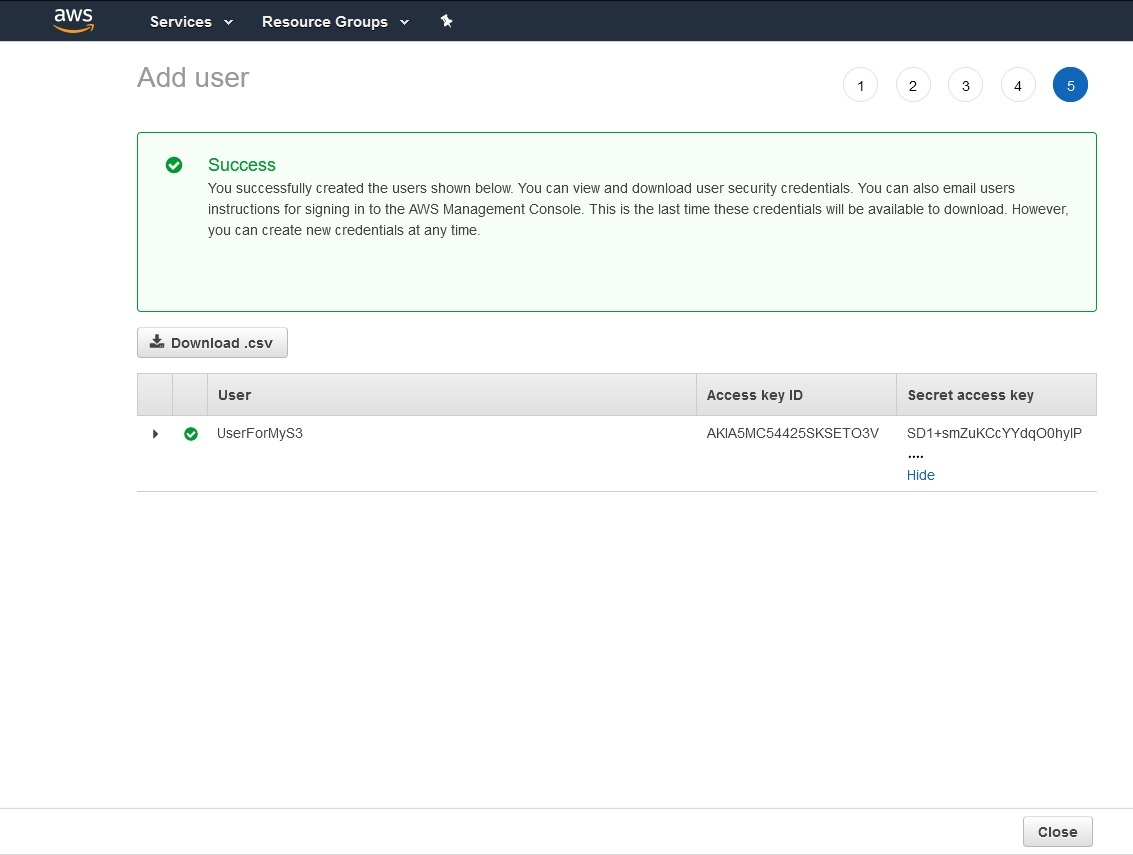 aws Services Resource Groups
Add user
1 2 3 4 5
Success
You successfully created the users shown below. You can view and download user security credentials. You can also email users
instructions for signing in to the AWS Management Console. This is the last time these credentials will be available to download. However,
you can create new credentials at any time.
Download .csv
User Access key ID Secret access key
UserForMyS3 AKIA5MC54425SKSETO3V SD1+smZuKCcYYdqO0hylP
....
Hide
Close